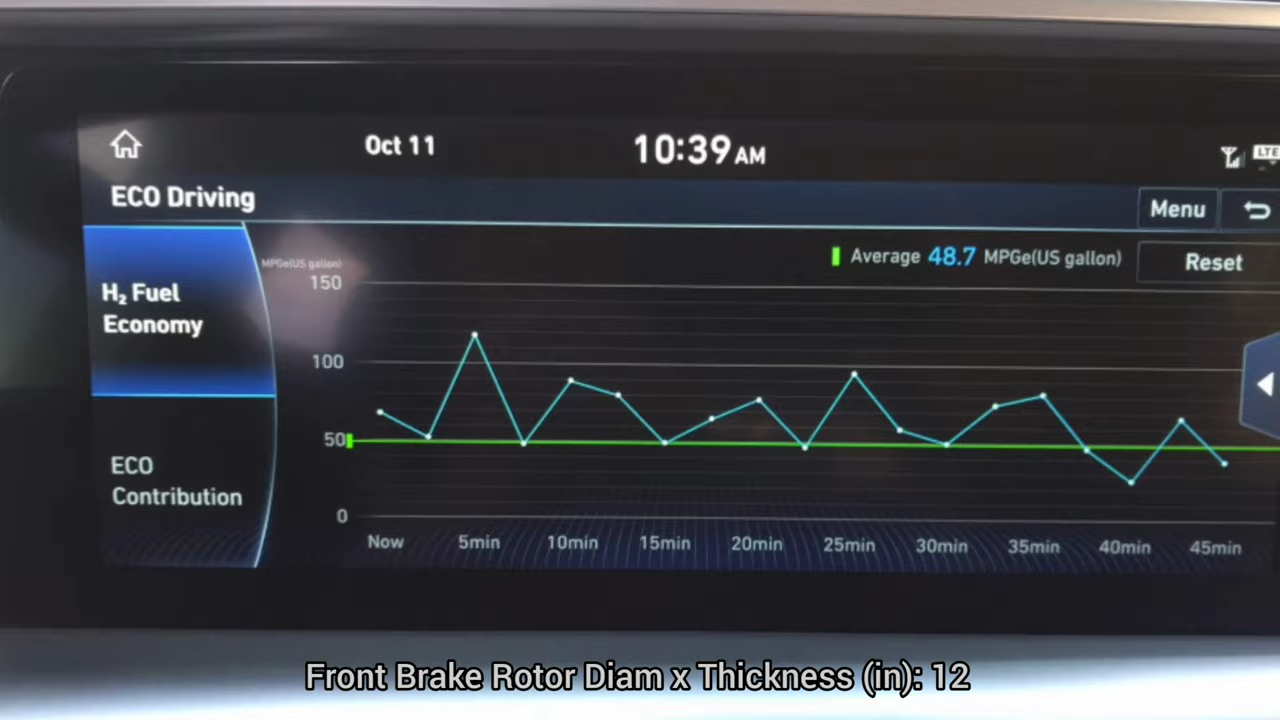 Oct 11
10:39 AM
LTE
ECO Driving
Menu
MPGe(US gallon)
Average 48.7 MPGe(US gallon)
Reset
H₂ Fuel
Economy
150
100
50
0
ECO
Contribution
Now 5min 10min 15min 20min 25min 30min 35min 40min 45min
Front Brake Rotor Diam x Thickness (in): 12